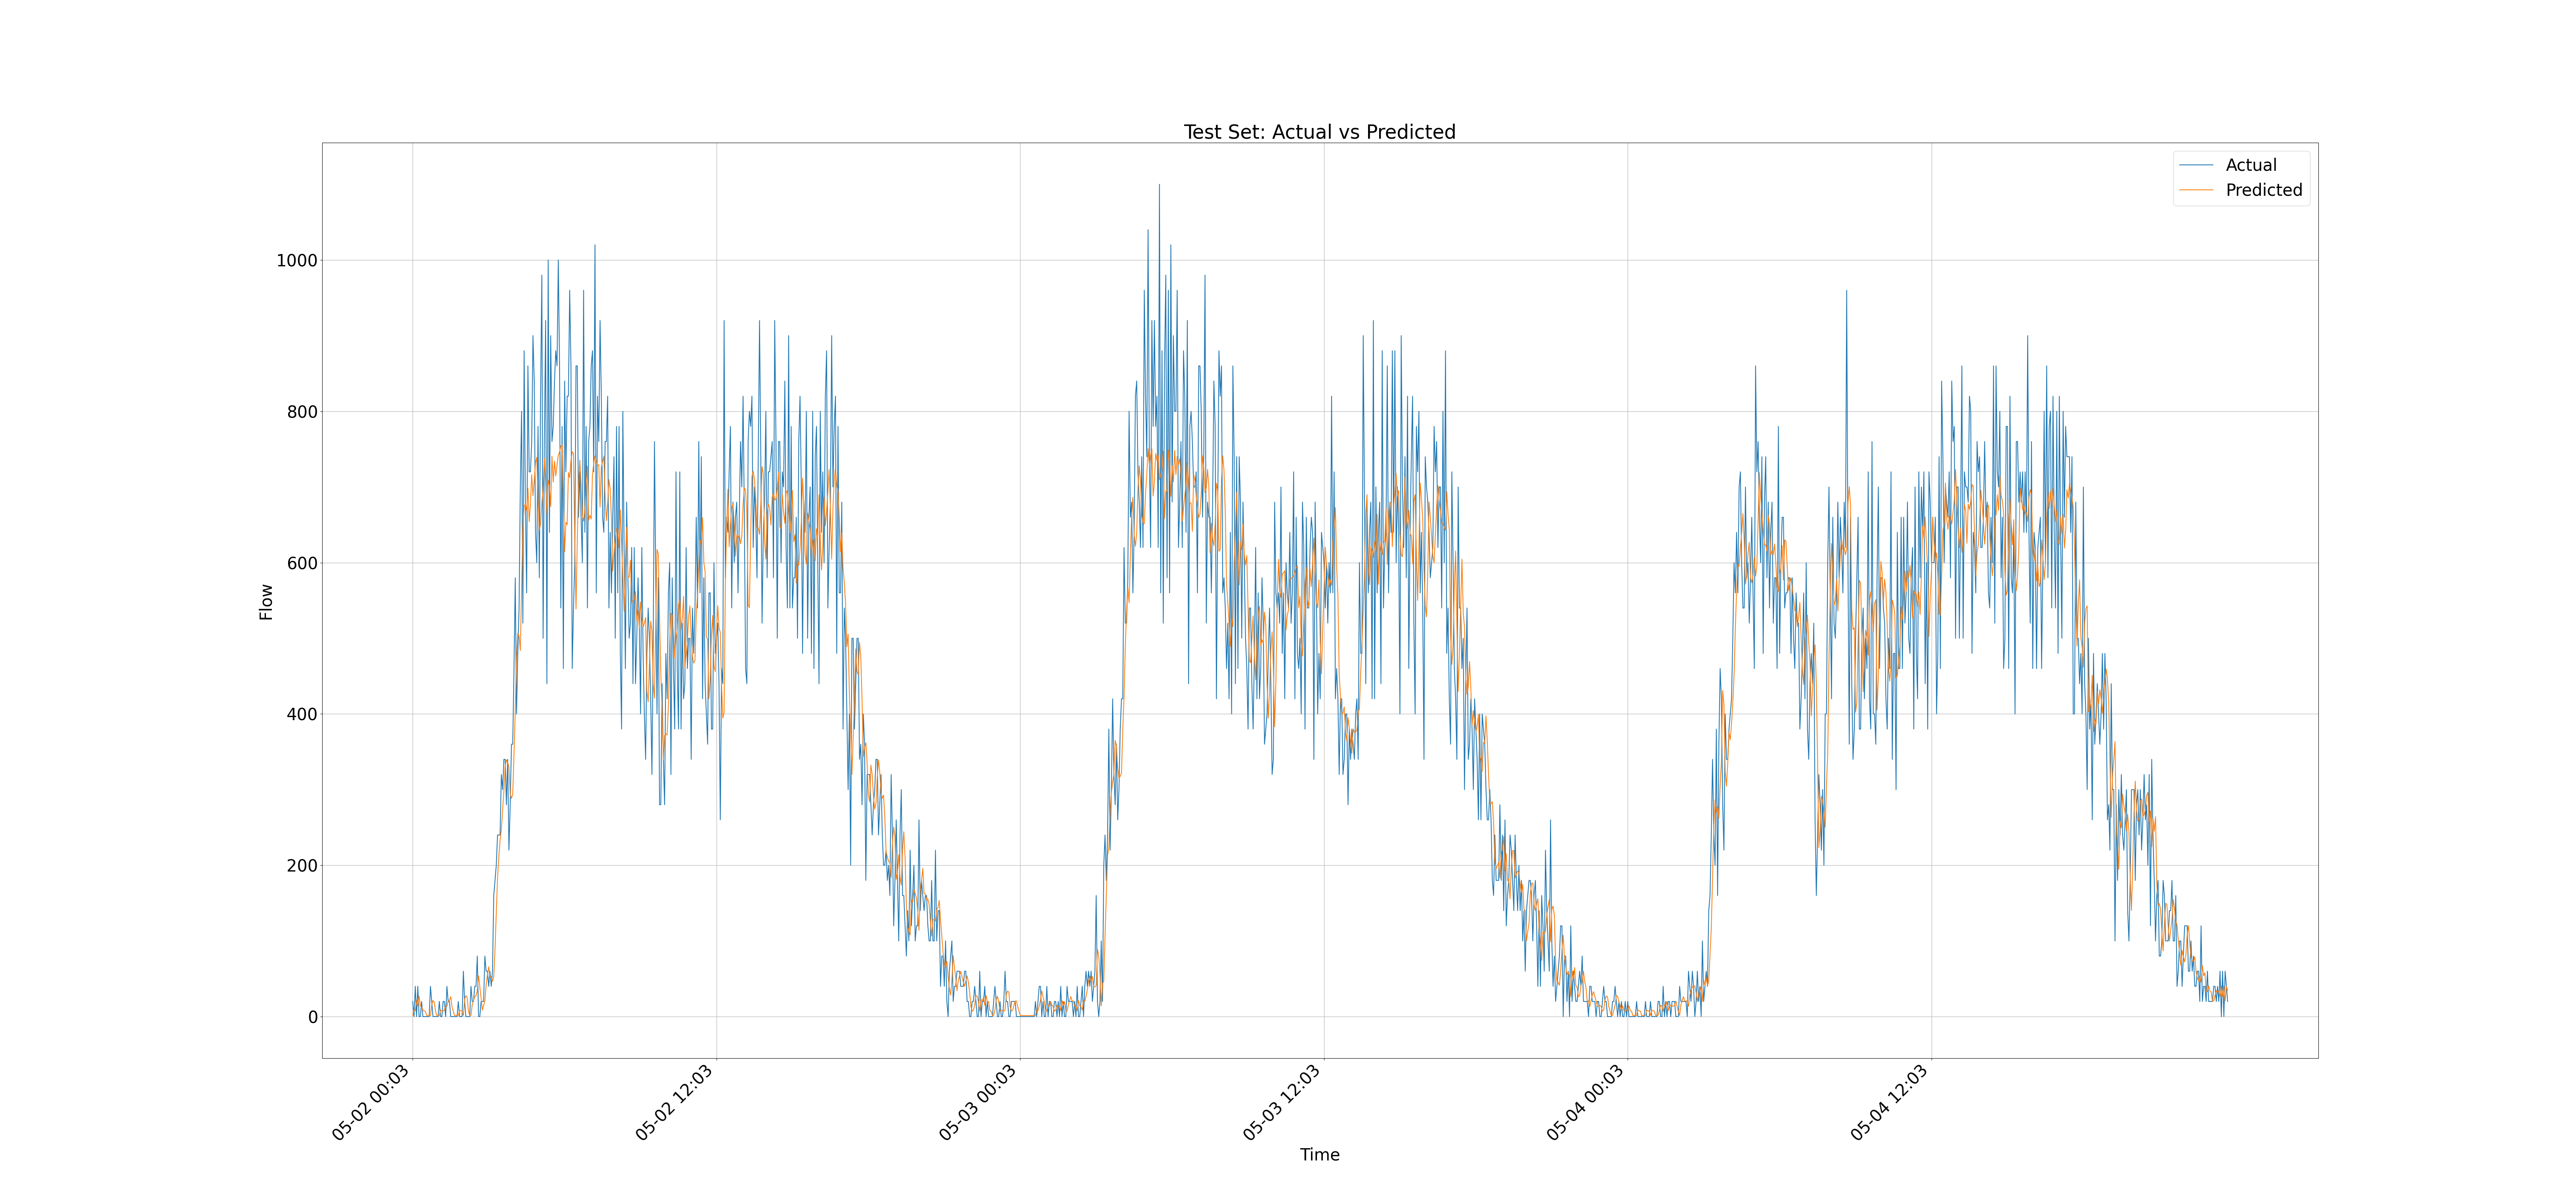 Test Set: Actual vs Predicted
Actual
Predicted
Flow
1000
800
600
400
200
0
05-02 00:03
05-02 12:03
05-03 00:03
05-03 12:03
05-04 00:03
05-04 12:03
Time